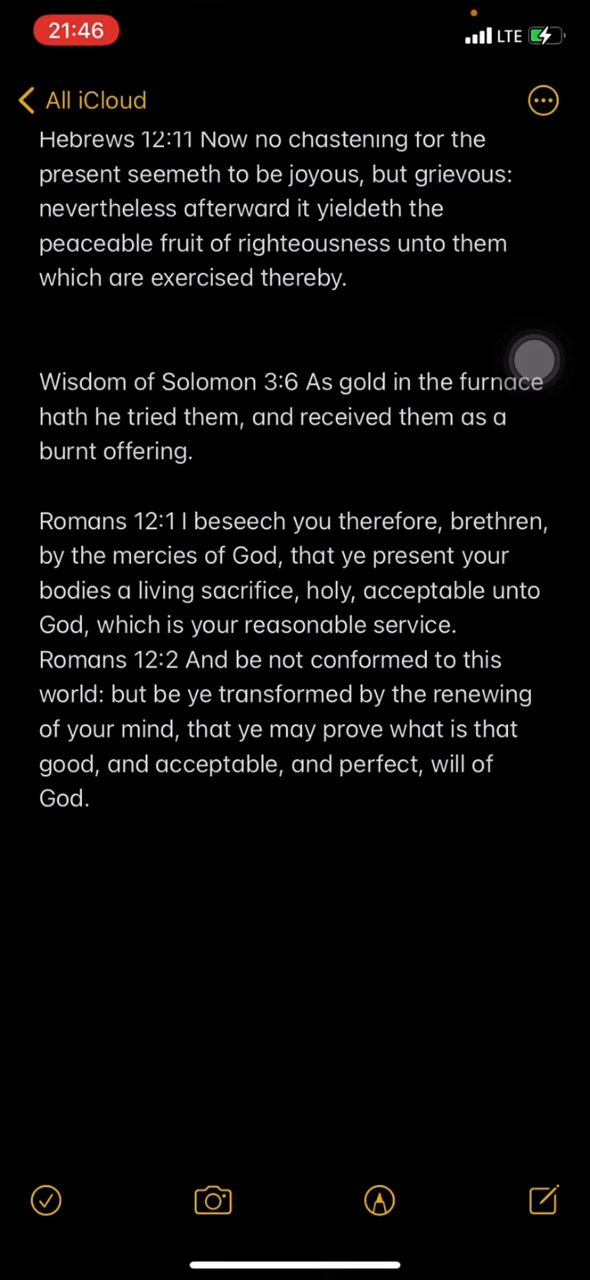 21:46
LTE
All iCloud
Hebrews 12:11 Now no chastening for the
present seemeth to be joyous, but grievous:
nevertheless afterward it yieldeth the
peaceable fruit of righteousness unto them
which are exercised thereby.
Wisdom of Solomon 3:6 As gold in the furnace
hath he tried them, and received them as a
burnt offering.
Romans 12:1 I beseech you therefore, brethren,
by the mercies of God, that ye present your
bodies a living sacrifice, holy, acceptable unto
God, which is your reasonable service.
Romans 12:2 And be not conformed to this
world: but be ye transformed by the renewing
of your mind, that ye may prove what is that
good, and acceptable, and perfect, will of
God.